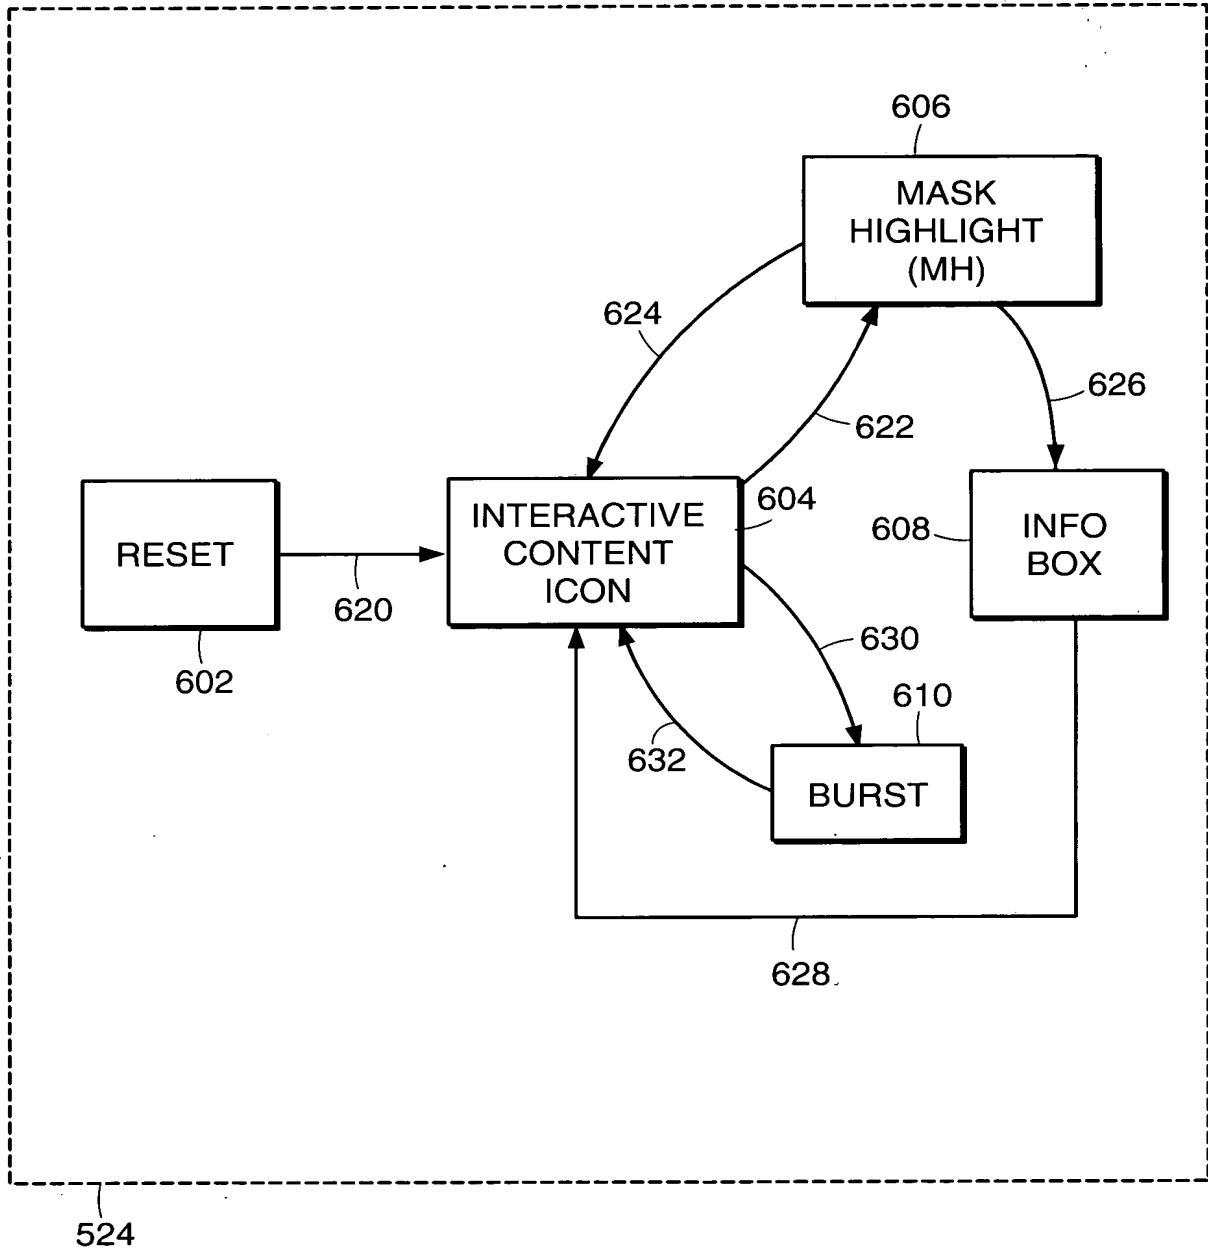 606
MASK
HIGHLIGHT
(MH)
624
626
622
604
INTERACTIVE
CONTENT
ICON
608
INFO
BOX
RESET
620
602
630
610
632
BURST
628
524